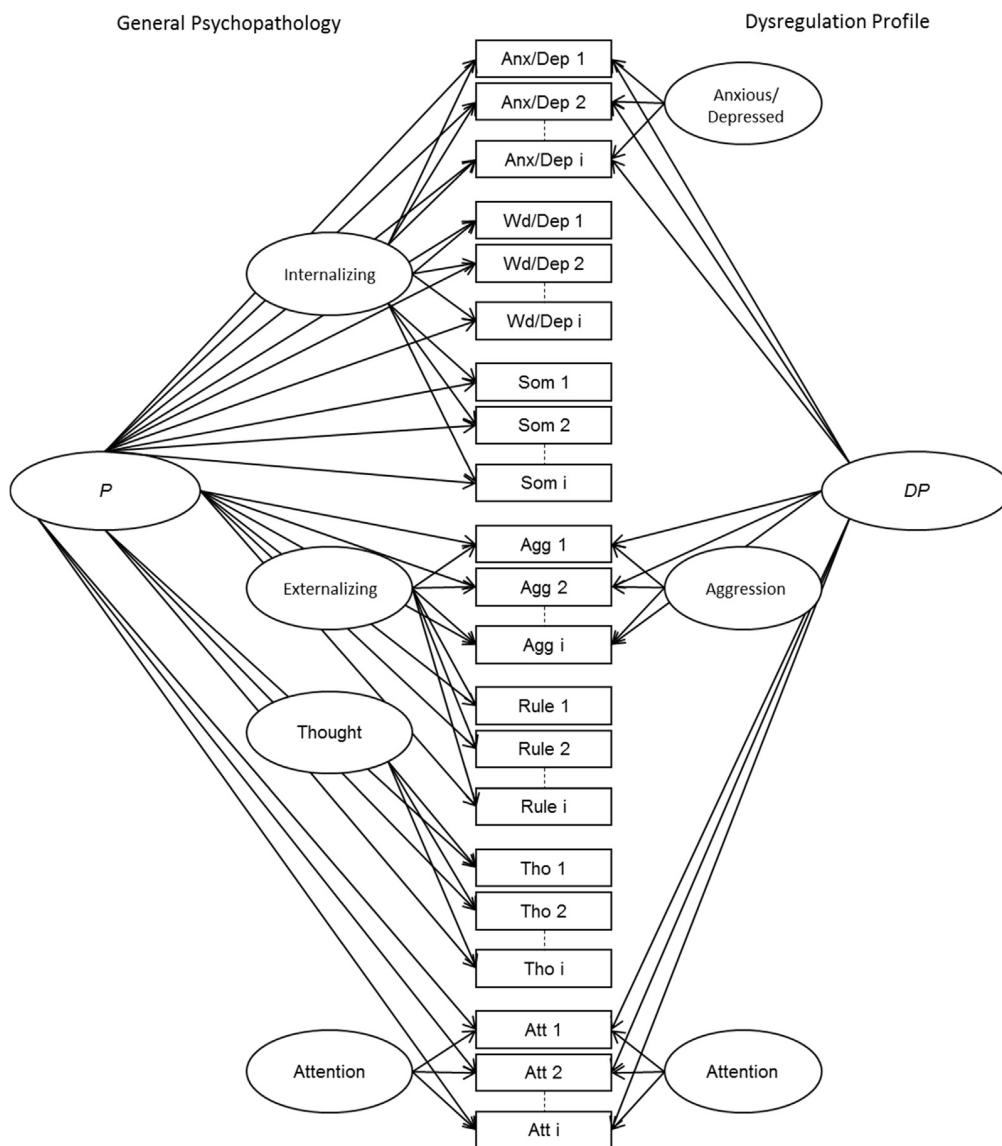 General Psychopathology
Dysregulation Profile
Anx/Dep 1
Anx/Dep 2
Anxious/
Depressed
Anx/Dep i
Wd/Dep 1
Wd/Dep 2
Internalizing
Wd/Dep i
Som 1
Som 2
Som i
P
DP
Agg 1
Agg 2
Externalizing
Aggression
Agg i
Rule 1
Rule 2
Thought
Rule i
Tho 1
Tho 2
Tho i
Att 1
Att 2
Attention
Attention
Att i